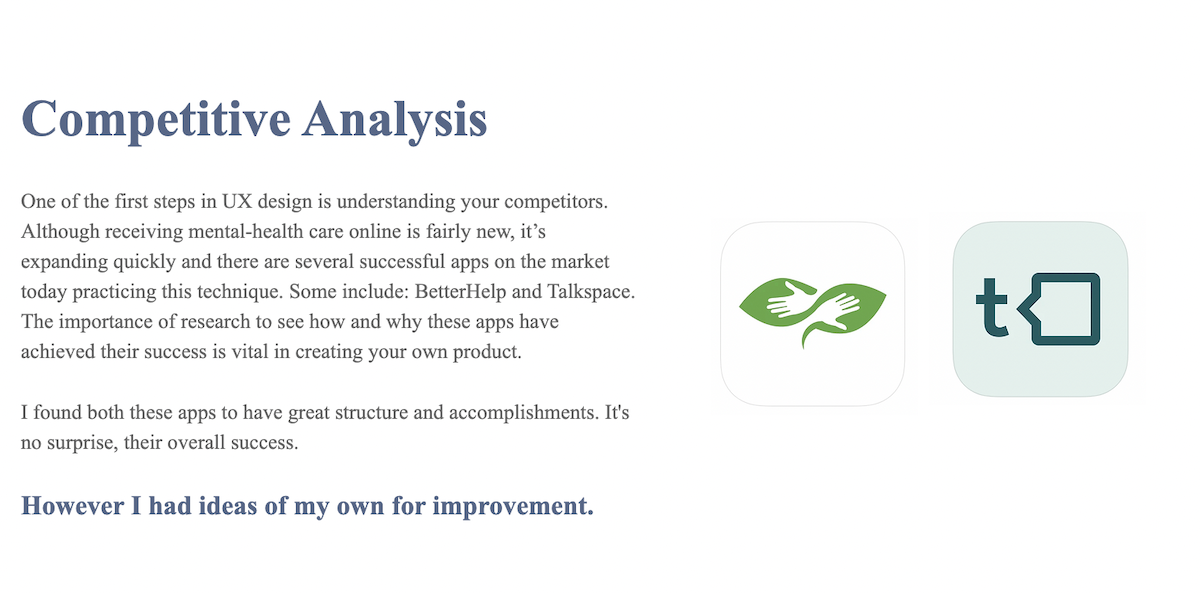 Competitive Analysis
One of the first steps in UX design is understanding your competitors.
Although receiving mental-health care online is fairly new, it’s
expanding quickly and there are several successful apps on the market
today practicing this technique. Some include: BetterHelp and Talkspace.
The importance of research to see how and why these apps have
achieved their success is vital in creating your own product.
I found both these apps to have great structure and accomplishments. It's
no surprise, their overall success.
However I had ideas of my own for improvement.
t